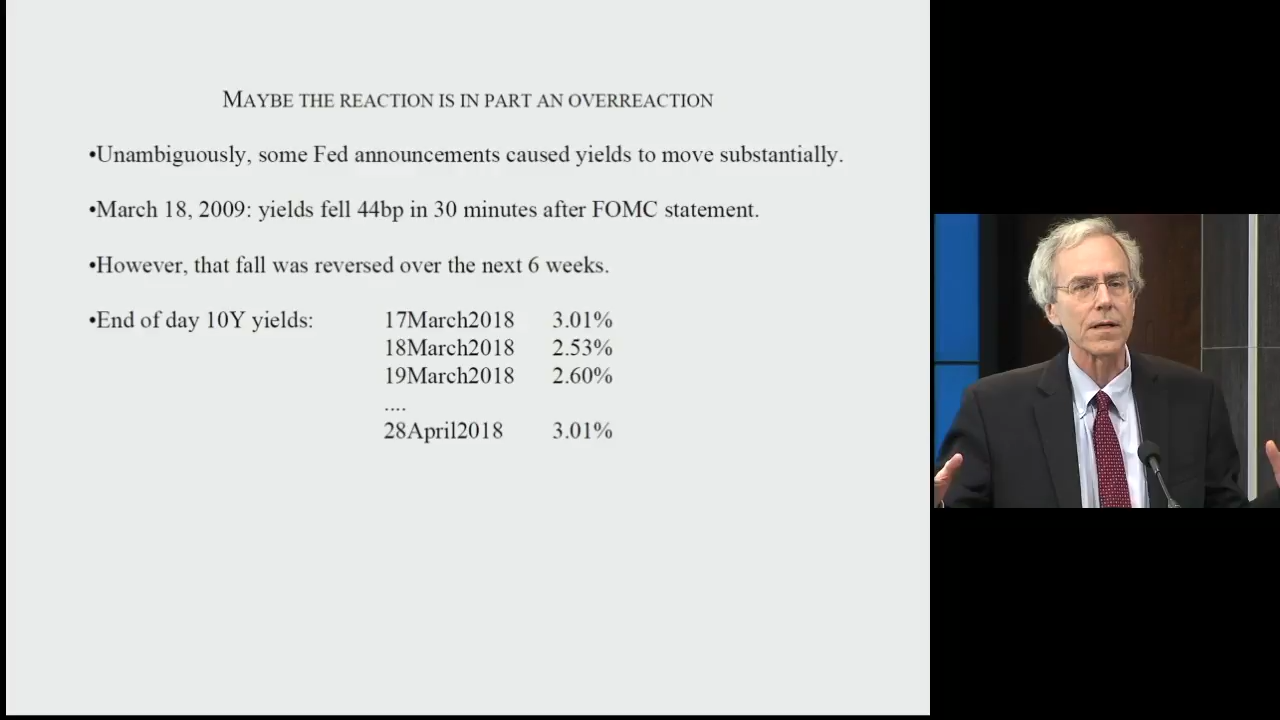 MAYBE THE REACTION IS IN PART AN OVERREACTION
•Unambiguously, some Fed announcements caused yields to move substantially.
•March 18, 2009: yields fell 44bp in 30 minutes after FOMC statement.
•However, that fall was reversed over the next 6 weeks.
•End of day 10Y yields: 17March2018 3.01%
18March2018 2.53%
19March2018 2.60%
....
28April2018 3.01%